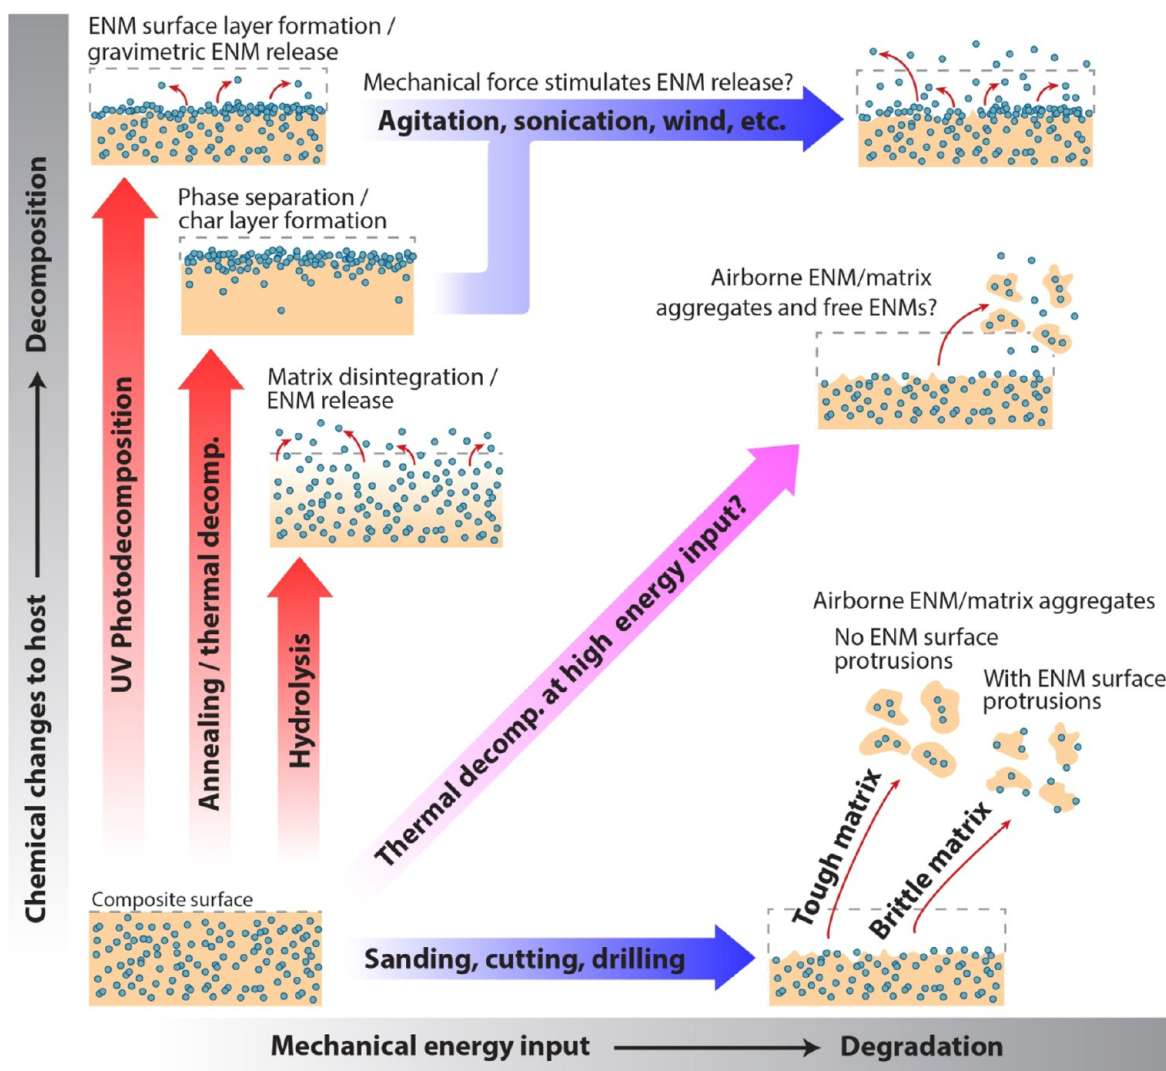 ENM surface layer formation /
gravimetric ENM release
Mechanical force stimulates ENM release?
Agitation, sonication, wind, etc.
Phase separation /
char layer formation
Airborne ENM/matrix
aggregates and free ENMs?
Matrix disintegration /
ENM release
UV Photodecomposition
Annealing / thermal decomp.
Hydrolysis
Thermal decomp. at high energy input?
Airborne ENM/matrix aggregates
No ENM surface
protrusions
With ENM surface
protrusions
Tough matrix
Brittle matrix
Composite surface
Sanding, cutting, drilling
Chemical changes to host
Decomposition
Mechanical energy input
Degradation